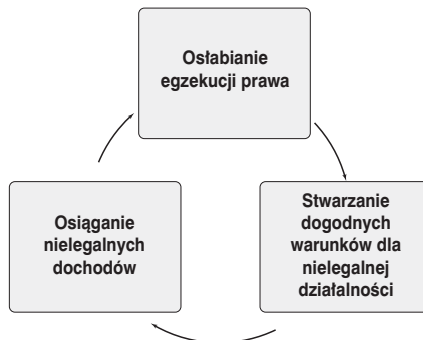 Osłabianie
egzekucji prawa
Osiąganie
nielegalnych
dochodów
Stwarzanie
dogodnych
warunków dla
nielegalnej
działalności